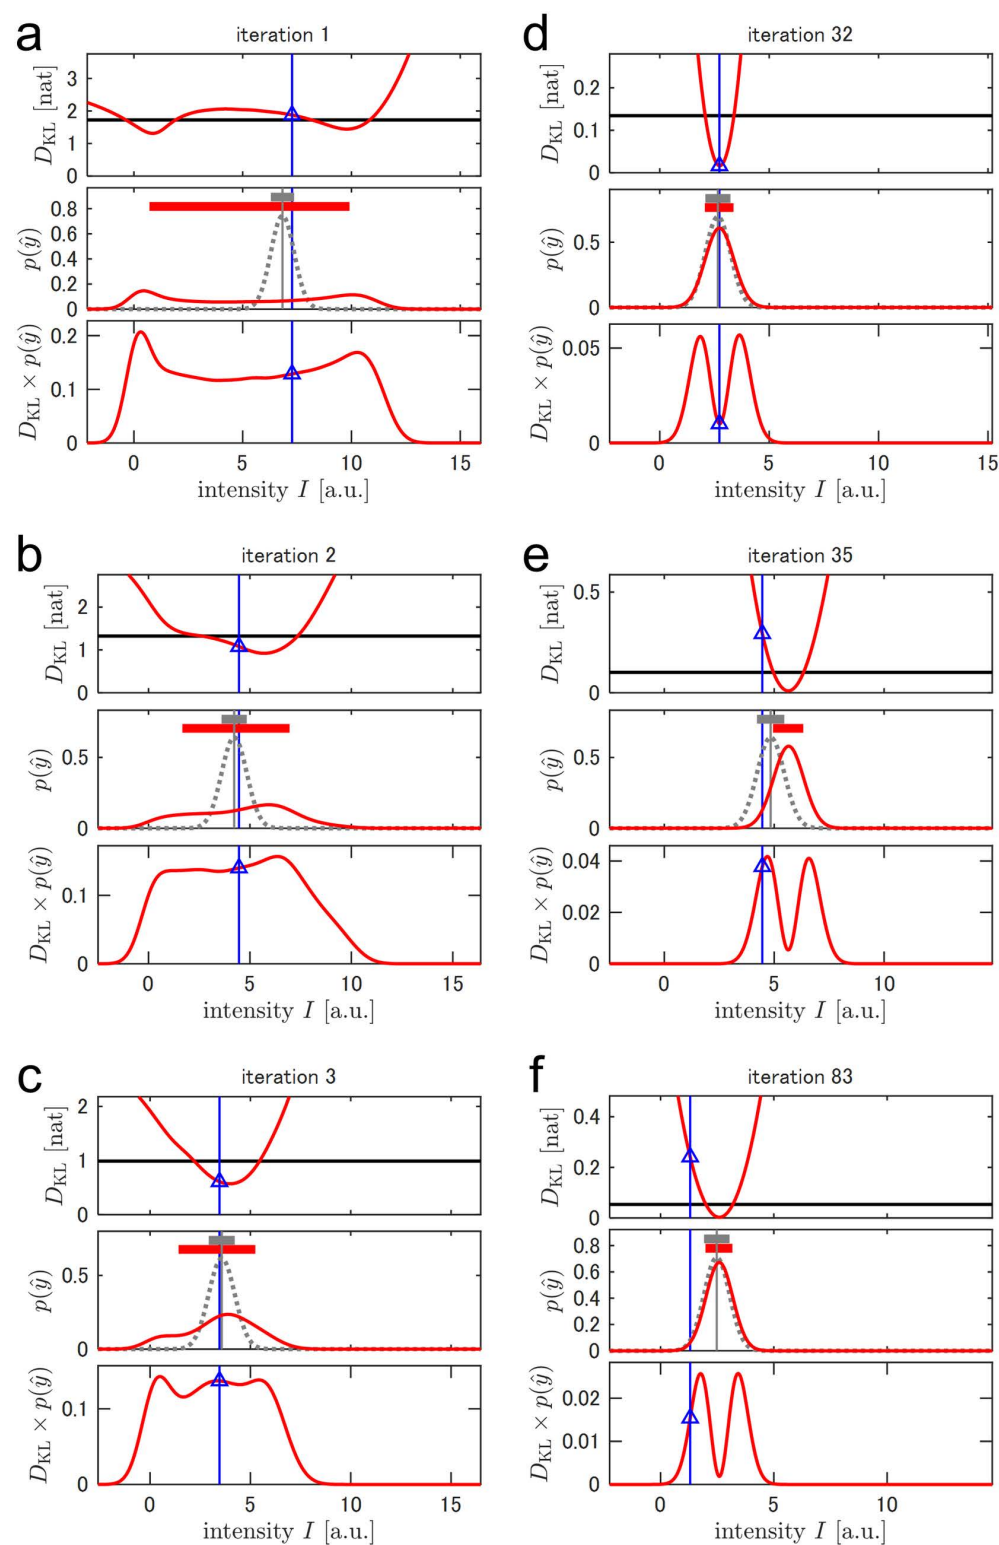 a
iteration 1
D_KL [nat]
3
2
1
0
p(ŷ)
0.8
0.6
0.4
0.2
0
D_KL × p(ŷ)
0.2
0.1
0
0 5 10 15
intensity I [a.u.]
b
iteration 2
D_KL [nat]
2
1
0
p(ŷ)
0.5
0
D_KL × p(ŷ)
0.1
0
0 5 10 15
intensity I [a.u.]
c
iteration 3
D_KL [nat]
2
1
0
p(ŷ)
0.5
0
D_KL × p(ŷ)
0.1
0
0 5 10 15
intensity I [a.u.]
d
iteration 32
D_KL [nat]
0.2
0.1
0
p(ŷ)
0.5
0
D_KL × p(ŷ)
0.05
0
0 5 10 15
intensity I [a.u.]
e
iteration 35
D_KL [nat]
0.5
0
p(ŷ)
0.5
0
D_KL × p(ŷ)
0.04
0.02
0
0 5 10
intensity I [a.u.]
f
iteration 83
D_KL [nat]
0.4
0.2
0
p(ŷ)
0.8
0.6
0.4
0.2
0
D_KL × p(ŷ)
0.02
0.01
0
0 5 10
intensity I [a.u.]